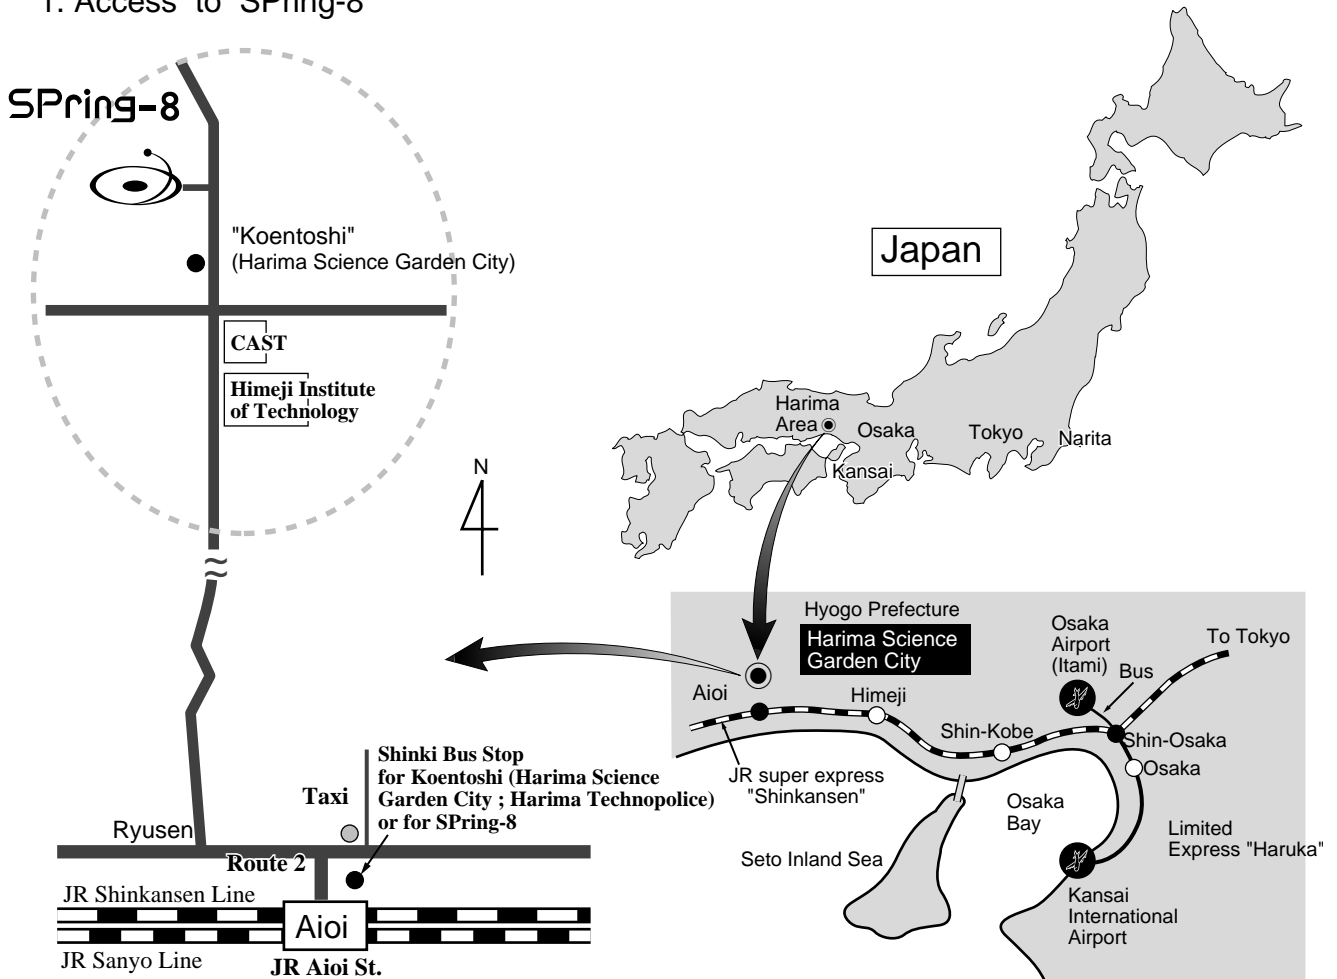 1. Access to SPring-8
SPring-8
"Koentoshi"
(Harima Science Garden City)
CAST
Himeji Institute
of Technology
N
Japan
Harima
Area
Osaka
Tokyo
Narita
Kansai
Hyogo Prefecture
Harima Science
Garden City
Osaka
Airport
(Itami)
To Tokyo
Bus
Aioi
Himeji
Shin-Kobe
Shin-Osaka
Osaka
JR super express
"Shinkansen"
Osaka
Bay
Limited
Express "Haruka"
Seto Inland Sea
Kansai
International
Airport
Shinki Bus Stop
for Koentoshi (Harima Science
Garden City ; Harima Technopolice)
or for SPring-8
Taxi
Ryusen
Route 2
JR Shinkansen Line
Aioi
JR Sanyo Line
JR Aioi St.